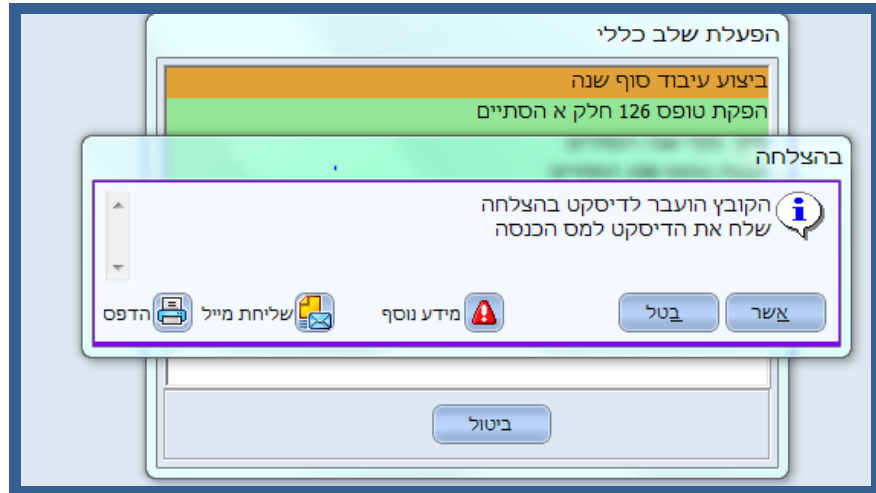 הפעלת שלב כללי
ביצוע עיבוד סוף שנה
הפקת טופס 126 חלק א הסתיים
בהצלחה
הקובץ הועבר לדיסקט בהצלחה
שלח את הדיסקט למס הכנסה
אשר
בטל
מידע נוסף
שליחת מייל
הדפס
ביטול